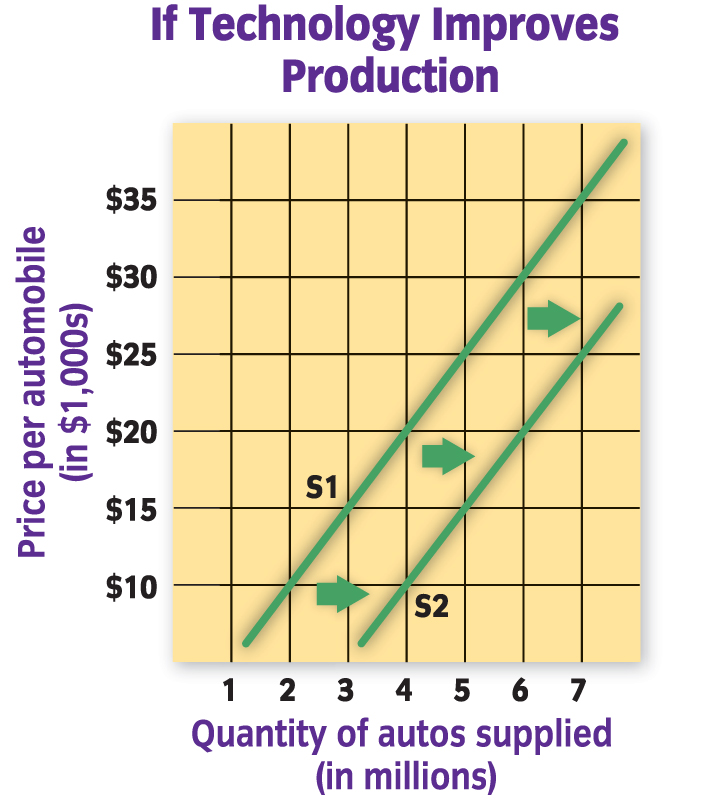 If Technology Improves
Production
Price per automobile
(in $1,000s)
$35
$30
$25
$20
$15
$10
S1
S2
1 2 3 4 5 6 7
Quantity of autos supplied
(in millions)